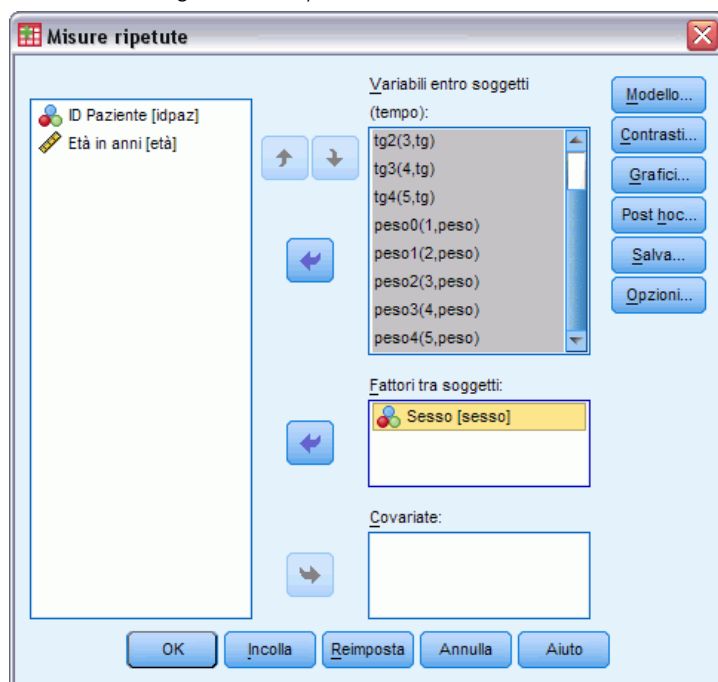 Misure ripetute
ID Paziente [idpaz]
Età in anni [età]
Variabili entro soggetti
(tempo):
tg2(3,tg)
tg3(4,tg)
tg4(5,tg)
peso0(1,peso)
peso1(2,peso)
peso2(3,peso)
peso3(4,peso)
peso4(5,peso)
Fattori tra soggetti:
Sesso [sesso]
Covariate:
Modello...
Contrasti...
Grafici...
Post hoc...
Salva...
Opzioni...
OK
Incolla
Reimposta
Annulla
Aiuto